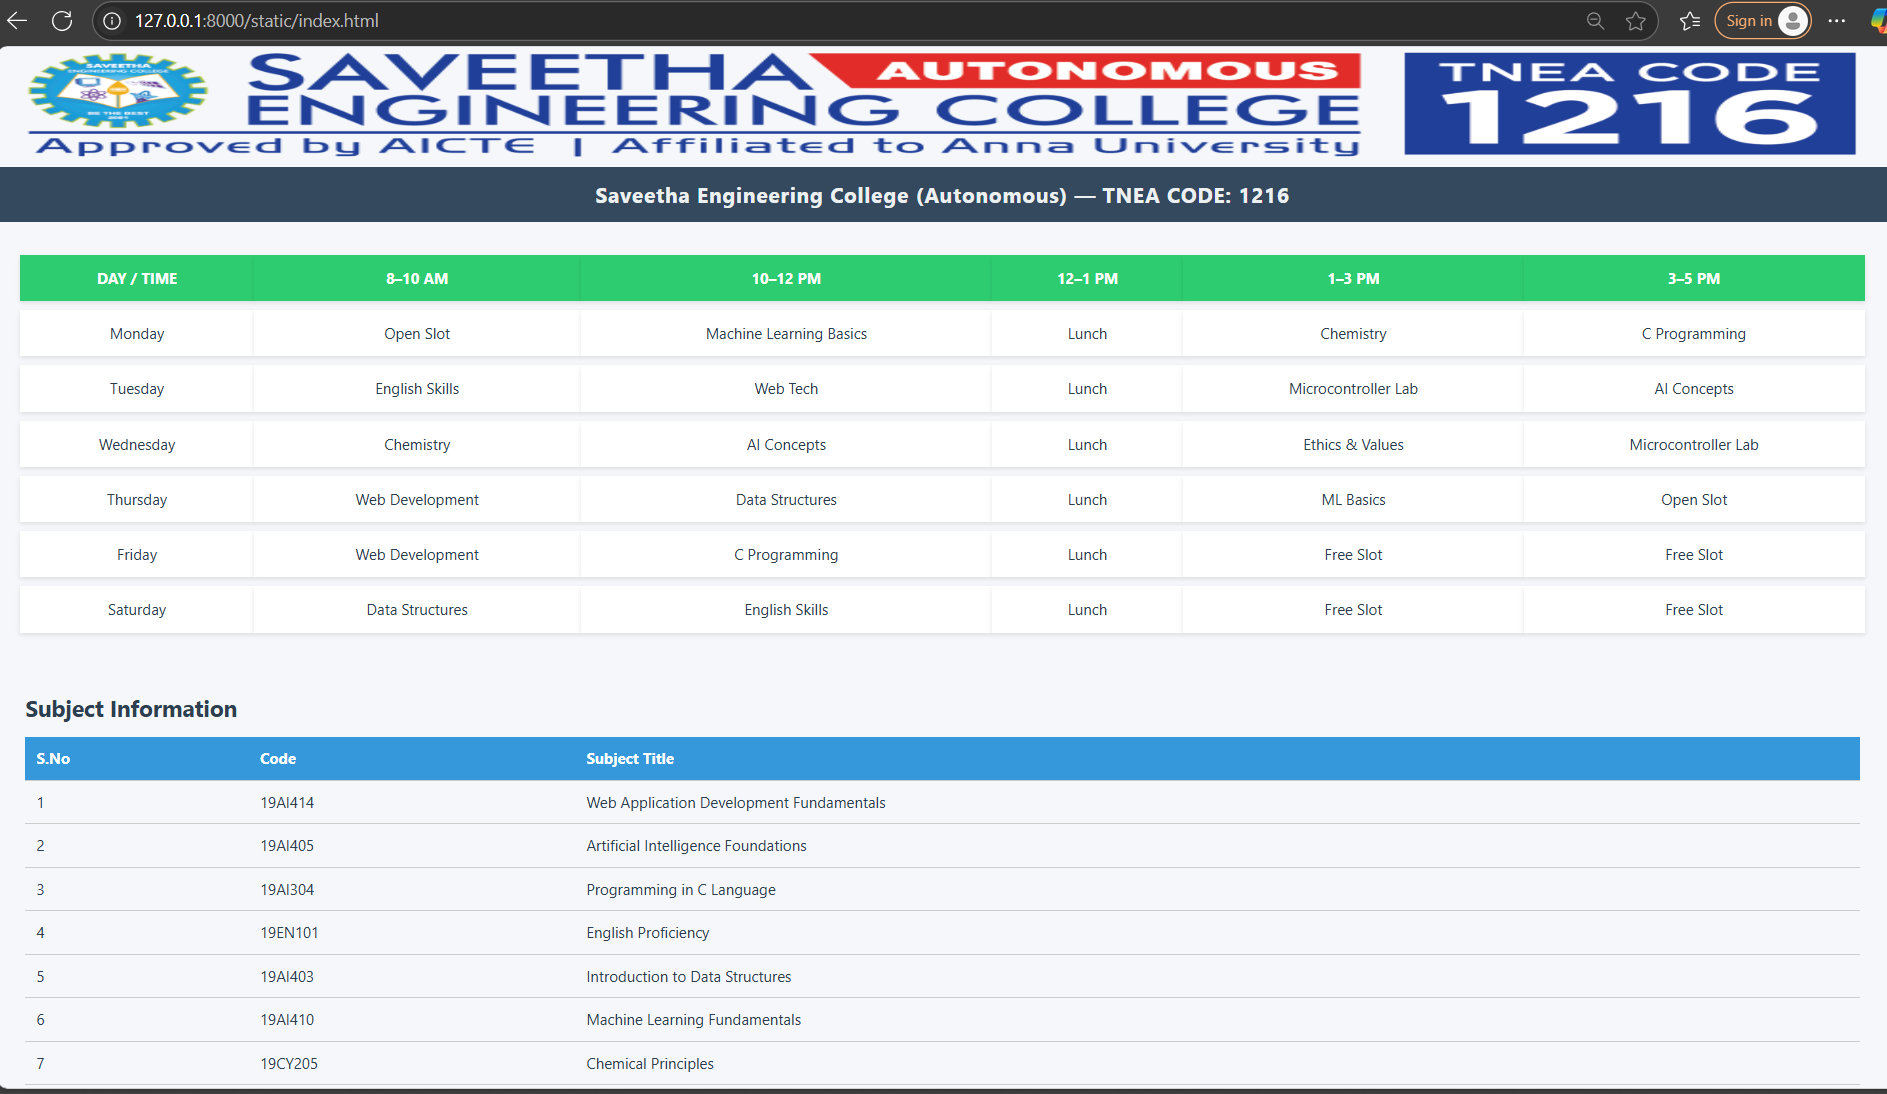 127.0.0.1:8000/static/index.html
Sign in
SAVEETHA
ENGINEERING COLLEGE
BE THE BEST
SAVEETHA AUTONOMOUS
ENGINEERING COLLEGE
Approved by AICTE | Affiliated to Anna University
TNEA CODE
1216
Saveetha Engineering College (Autonomous) — TNEA CODE: 1216
DAY / TIME 8–10 AM 10–12 PM 12–1 PM 1–3 PM 3–5 PM
Monday Open Slot Machine Learning Basics Lunch Chemistry C Programming
Tuesday English Skills Web Tech Lunch Microcontroller Lab AI Concepts
Wednesday Chemistry AI Concepts Lunch Ethics & Values Microcontroller Lab
Thursday Web Development Data Structures Lunch ML Basics Open Slot
Friday Web Development C Programming Lunch Free Slot Free Slot
Saturday Data Structures English Skills Lunch Free Slot Free Slot
Subject Information
S.No Code Subject Title
1 19AI414 Web Application Development Fundamentals
2 19AI405 Artificial Intelligence Foundations
3 19AI304 Programming in C Language
4 19EN101 English Proficiency
5 19AI403 Introduction to Data Structures
6 19AI410 Machine Learning Fundamentals
7 19CY205 Chemical Principles